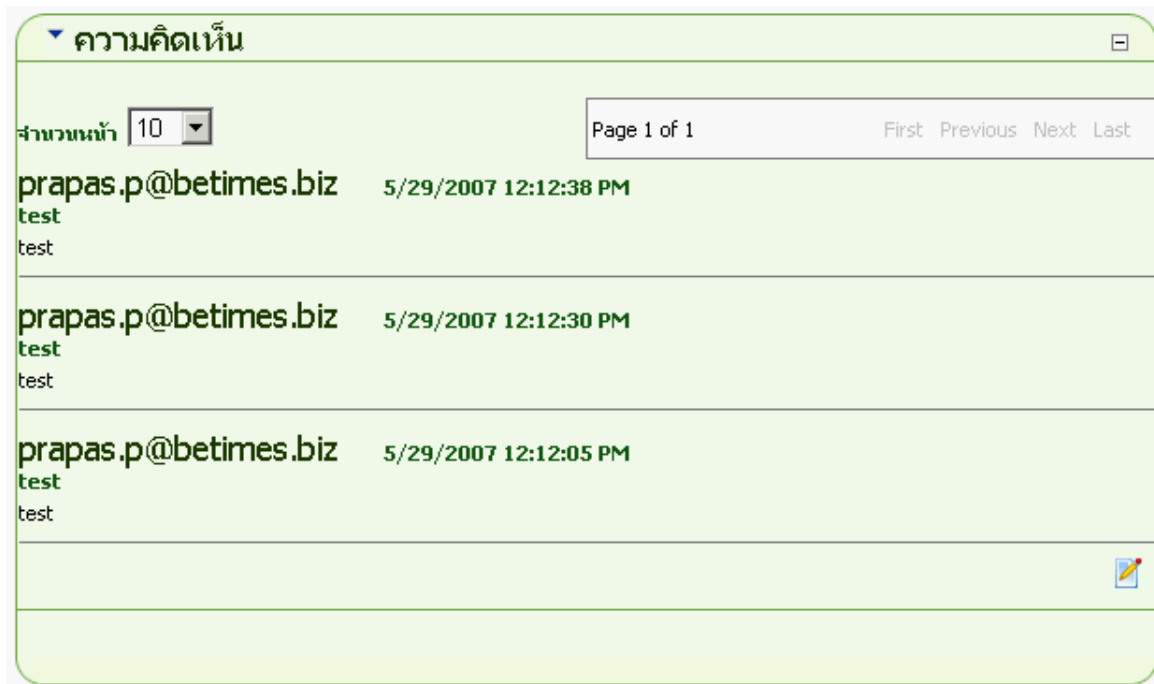 ความคิดเห็น
จำนวนหน้า 10 Page 1 of 1 First Previous Next Last
prapas.p@betimes.biz 5/29/2007 12:12:38 PM
test
test
prapas.p@betimes.biz 5/29/2007 12:12:30 PM
test
test
prapas.p@betimes.biz 5/29/2007 12:12:05 PM
test
test